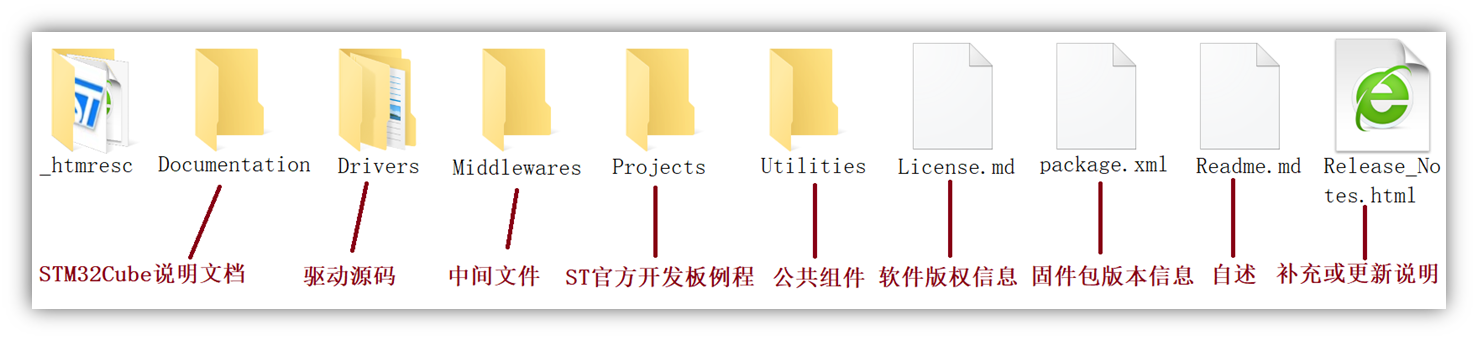 _htmresc
Documentation
Drivers
Middlewares
Projects
Utilities
License.md
package.xml
Readme.md
Release_No
tes.html
STM32Cube说明文档
驱动源码
中间文件
ST官方开发板例程
公共组件
软件版权信息
固件包版本信息
自述
补充或更新说明